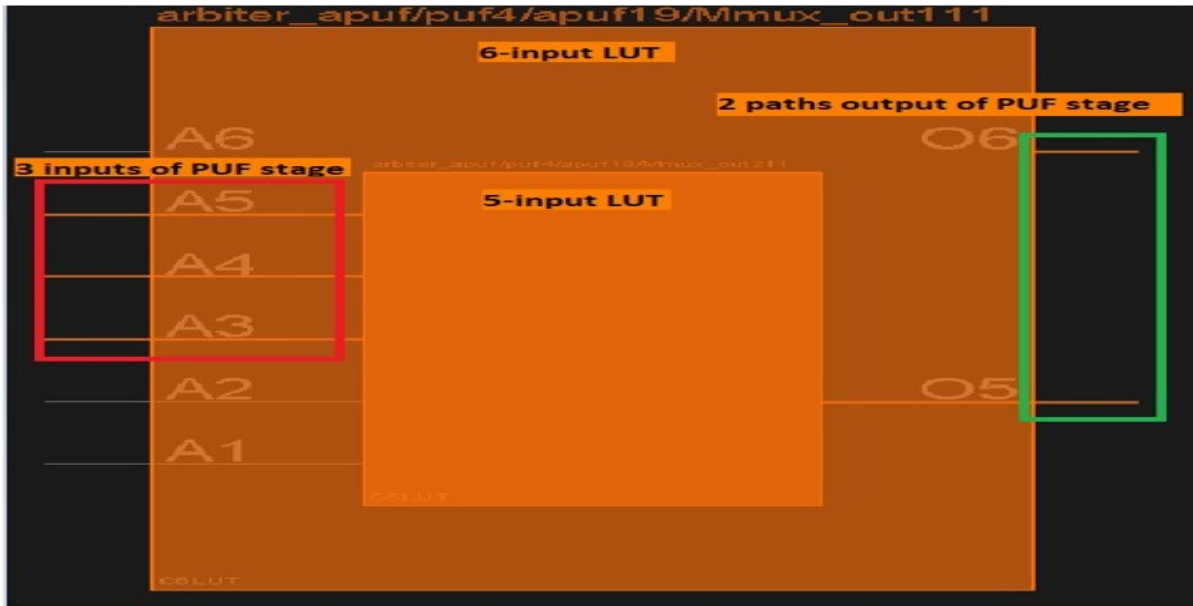 arbiter_apuf/puf4/apuf19/Mmux_out111
6-input LUT
2 paths output of PUF stage
A6
O6
3 inputs of PUF stage
arbiter_apuf/puf4/apuf19/Mmux_out211
A5
5-input LUT
A4
A3
A2
O5
A1
C6LUT
C6LUT